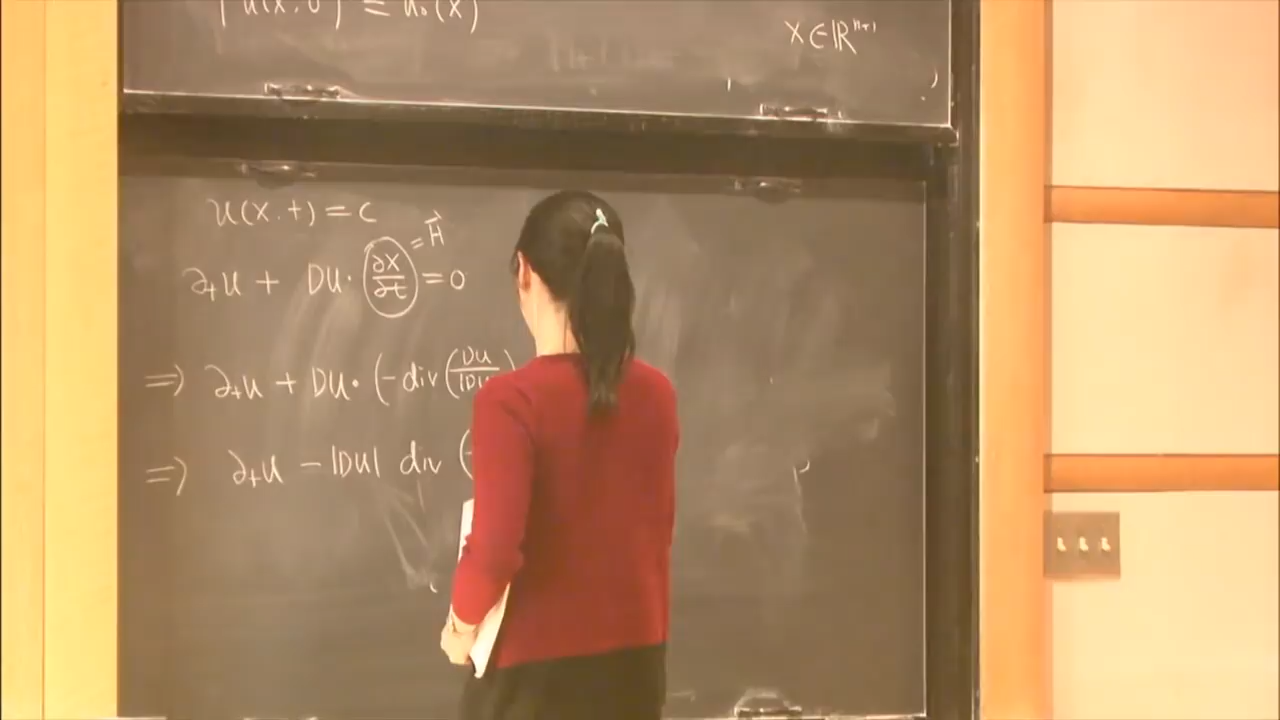 u(x,0) = u₀(x)
x ∈ ℝⁿ⁺¹
u(x,t) = c
∂ₜu + Du · (∂x/∂t) = 0
= H⃗
⇒ ∂ₜu + Du · (-div(Du/|Du
⇒ ∂ₜu - |Du| div (